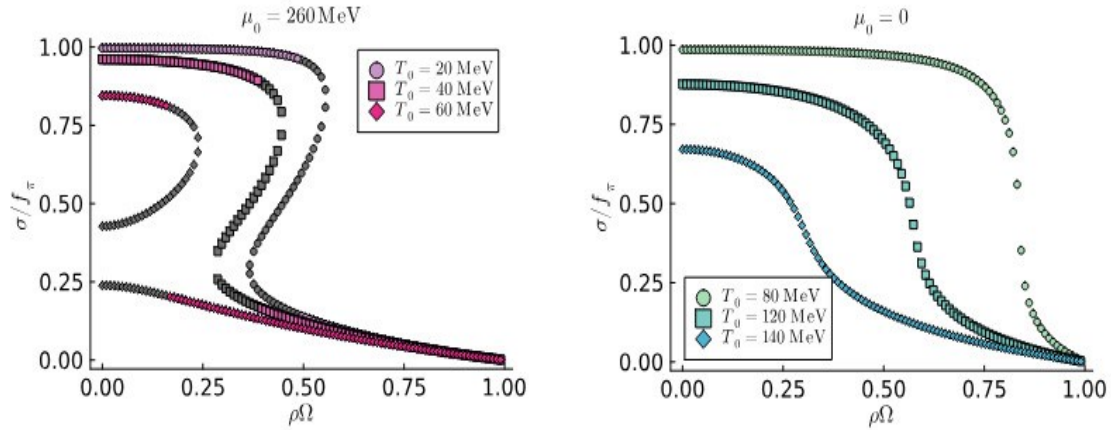 μ₀ = 260 MeV
1.00
0.75
0.50
0.25
0.00
σ/f_π
T₀ = 20 MeV
T₀ = 40 MeV
T₀ = 60 MeV
0.00 0.25 0.50 0.75 1.00
ρΩ
μ₀ = 0
1.00
0.75
0.50
0.25
0.00
σ/f_π
T₀ = 80 MeV
T₀ = 120 MeV
T₀ = 140 MeV
0.00 0.25 0.50 0.75 1.00
ρΩ